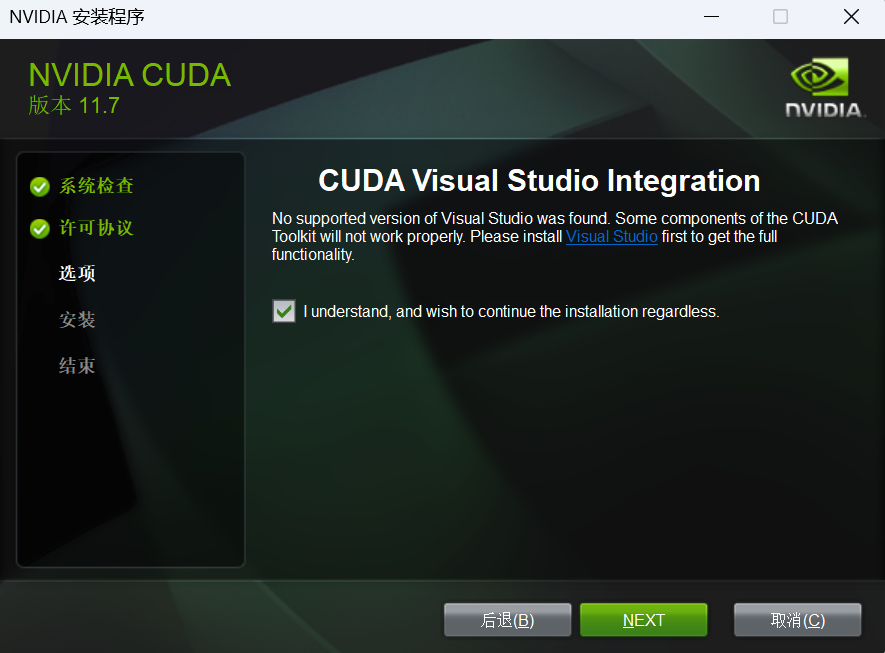 NVIDIA 安装程序
NVIDIA CUDA
版本 11.7
NVIDIA.
系统检查
许可协议
选项
安装
结束
CUDA Visual Studio Integration
No supported version of Visual Studio was found. Some components of the CUDA
Toolkit will not work properly. Please install Visual Studio first to get the full
functionality.
I understand, and wish to continue the installation regardless.
后退(B)
NEXT
取消(C)